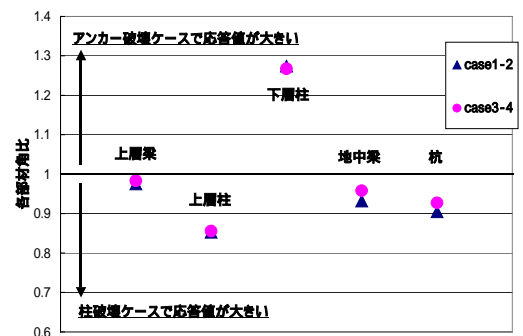 1.4
アンカー破壊ケースで応答値が大きい
1.3
case1-2
case3-4
1.2
下層柱
1.1
上層梁
地中梁
杭
1
上層柱
0.9
0.8
0.7
柱破壊ケースで応答値が大きい
0.6
各部材角比